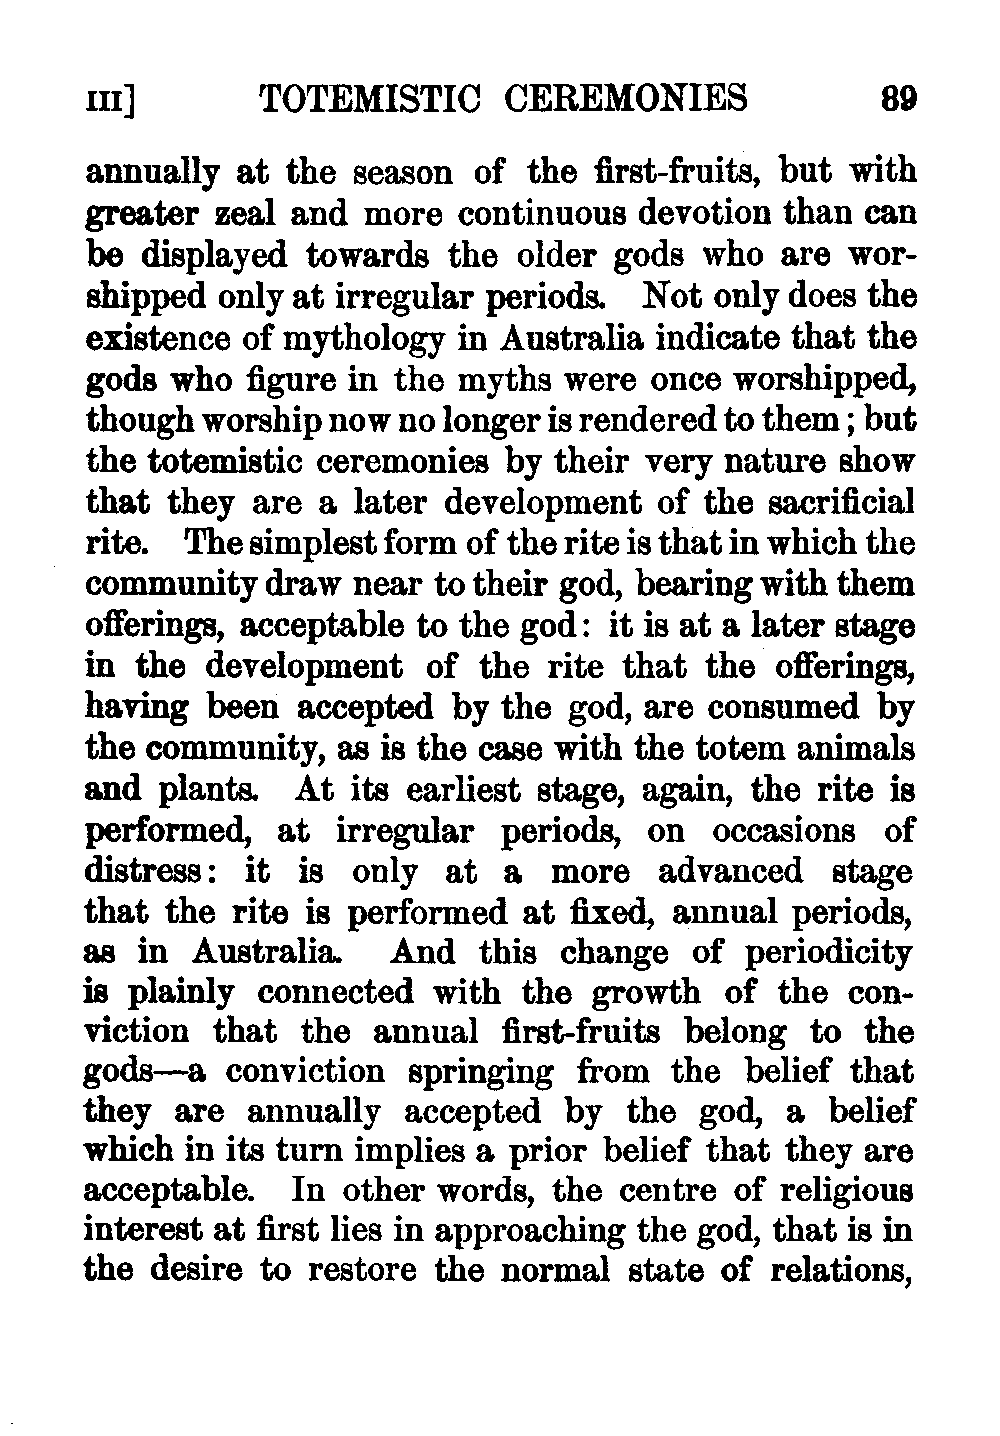 III] TOTEMISTIC CEREMONIES 89
annually at the season of the first-fruits, but with
greater zeal and more continuous devotion than can
be displayed towards the older gods who are wor-
shipped only at irregular periods. Not only does the
existence of mythology in Australia indicate that the
gods who figure in the myths were once worshipped,
though worship now no longer is rendered to them; but
the totemistic ceremonies by their very nature show
that they are a later development of the sacrificial
rite. The simplest form of the rite is that in which the
community draw near to their god, bearing with them
offerings, acceptable to the god: it is at a later stage
in the development of the rite that the offerings,
having been accepted by the god, are consumed by
the community, as is the case with the totem animals
and plants. At its earliest stage, again, the rite is
performed, at irregular periods, on occasions of
distress: it is only at a more advanced stage
that the rite is performed at fixed, annual periods,
as in Australia. And this change of periodicity
is plainly connected with the growth of the con-
viction that the annual first-fruits belong to the
gods—a conviction springing from the belief that
they are annually accepted by the god, a belief
which in its turn implies a prior belief that they are
acceptable. In other words, the centre of religious
interest at first lies in approaching the god, that is in
the desire to restore the normal state of relations,